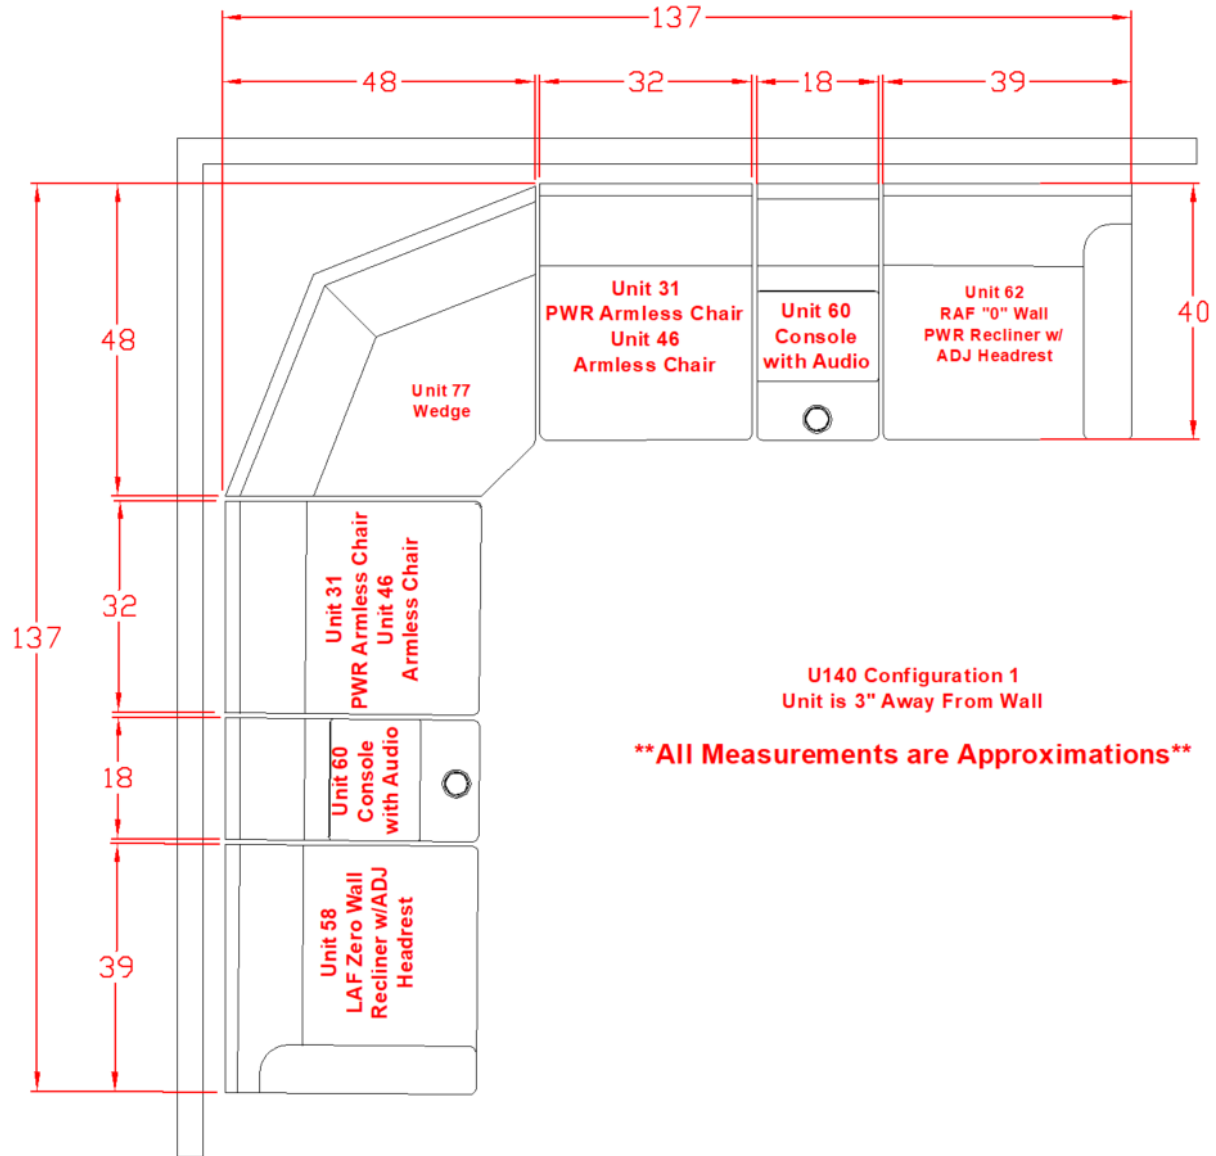 137
48 32 18 39
Unit 31
PWR Armless Chair
Unit 46
Armless Chair
Unit 60
Console
with Audio
Unit 62
RAF "0" Wall
PWR Recliner w/
ADJ Headrest
40
48
Unit 77
Wedge
32
Unit 31
PWR Armless Chair
Unit 46
Armless Chair
137
18
Unit 60
Console
with Audio
39
Unit 58
LAF Zero Wall
Recliner w/ADJ
Headrest
U140 Configuration 1
Unit is 3" Away From Wall
**All Measurements are Approximations**